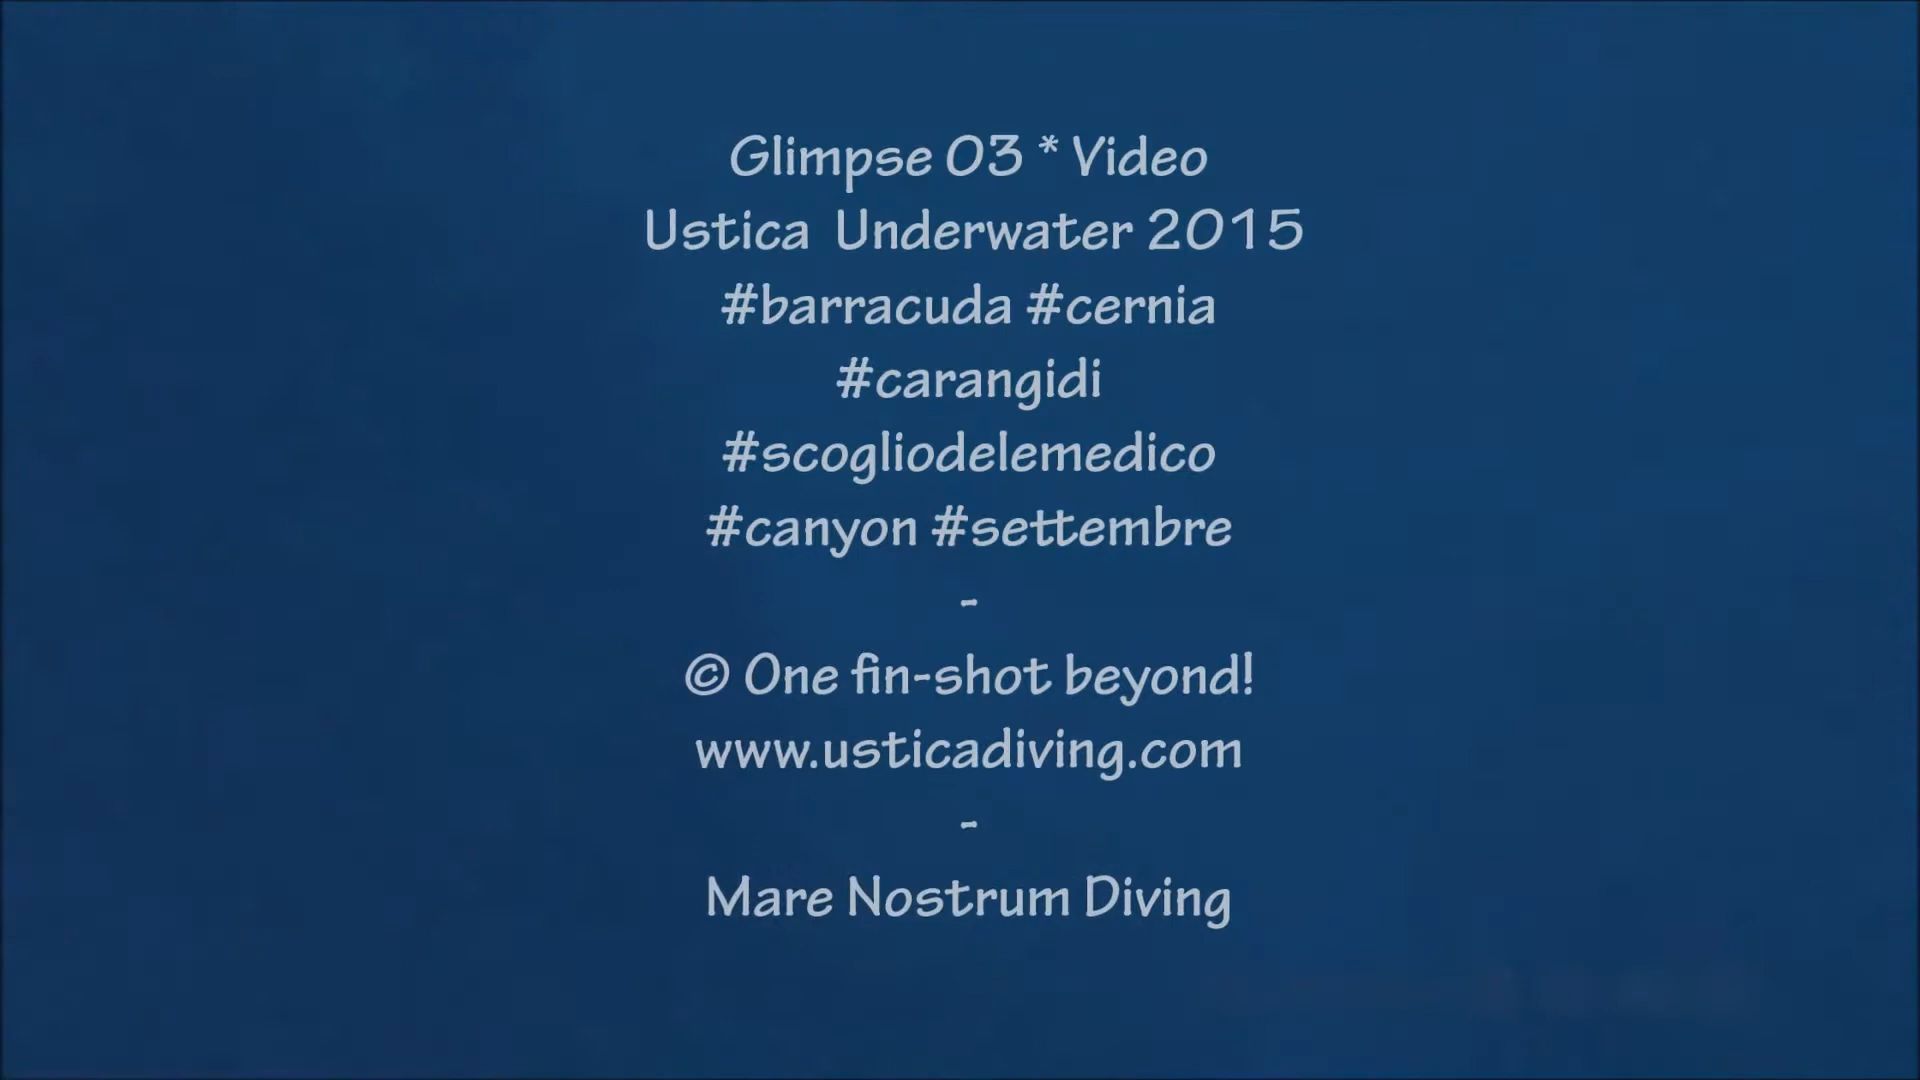 Glimpse 03 * Video
Ustica Underwater 2015
#barracuda #cernia
#carangidi
#scogliodelemedico
#canyon #settembre
-
© One fin-shot beyond!
www.usticadiving.com
-
Mare Nostrum Diving